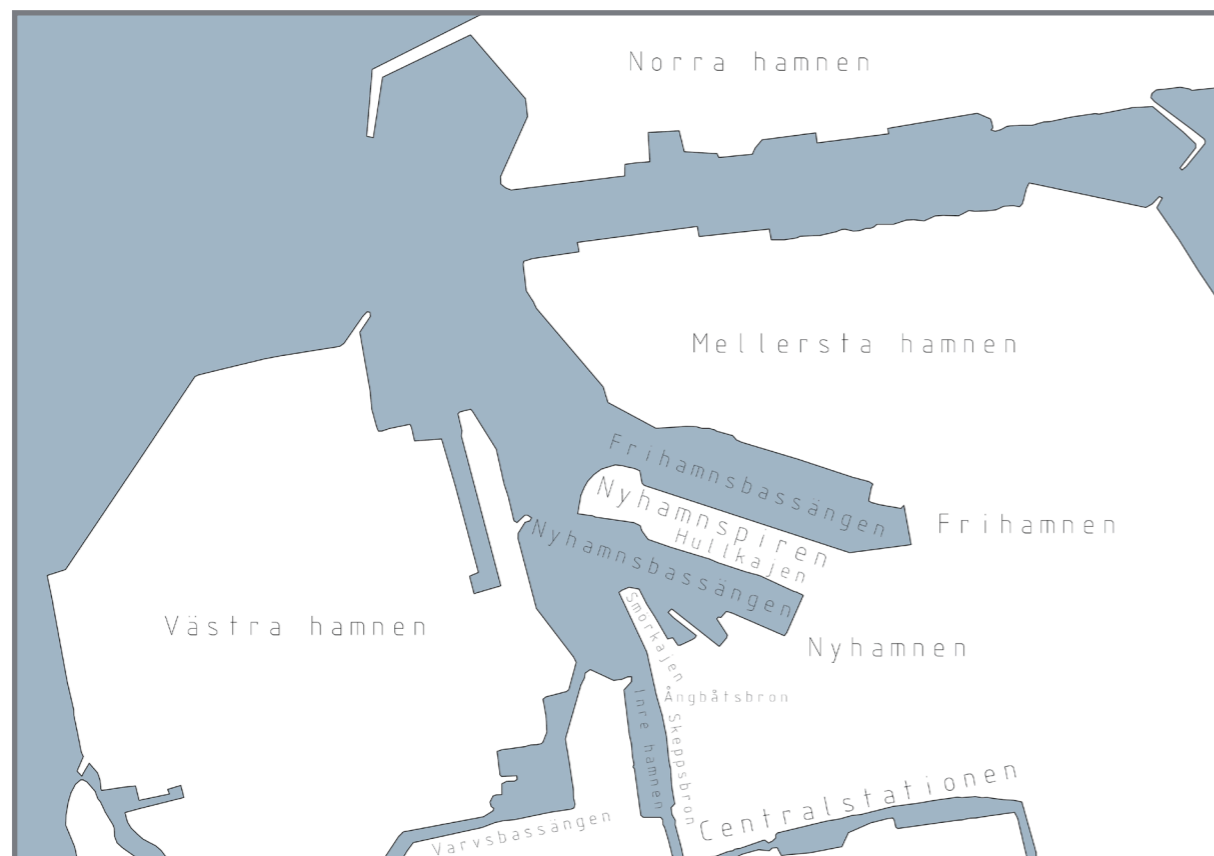 Norra hamnen
Mellersta hamnen
Frihamnsbassängen
Nyhamnspiren
Hullkajen
Frihamnen
Nyhamnsbassängen
Västra hamnen
Smörkajen
Nyhamnen
Ångbåtsbron
Inre hamnen
Skeppsbron
Centralstationen
Varvsbassängen